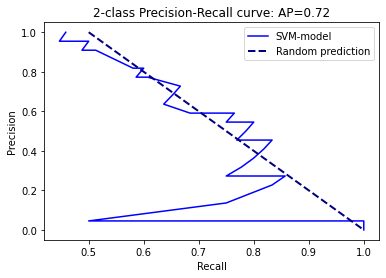 2-class Precision-Recall curve: AP=0.72
SVM-model
Random prediction
Precision
1.0
0.8
0.6
0.4
0.2
0.0
0.5
0.6
0.7
0.8
0.9
1.0
Recall